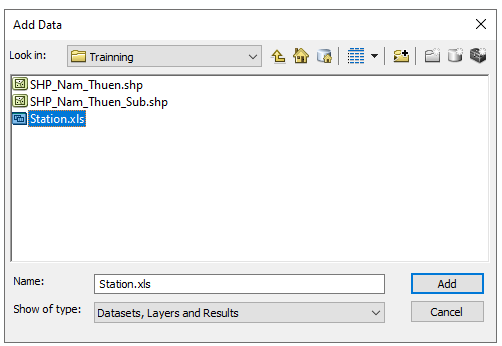 Add Data
Look in: Trainning
SHP_Nam_Thuen.shp
SHP_Nam_Thuen_Sub.shp
Station.xls
Name: Station.xls Add
Show of type: Datasets, Layers and Results Cancel